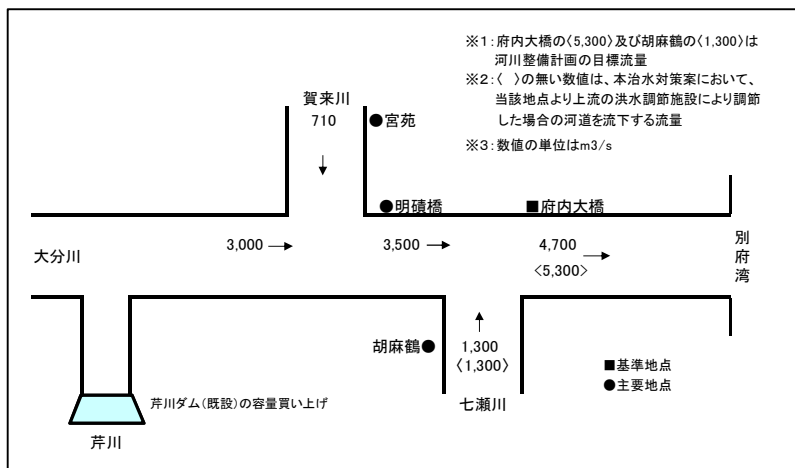 ※1:府内大橋の〈5,300〉及び胡麻鶴の〈1,300〉は
河川整備計画の目標流量
※2:〈 〉の無い数値は、本治水対策案において、
当該地点より上流の洪水調節施設により調節
した場合の河道を流下する流量
※3:数値の単位はm3/s
賀来川
710
↓
●宮苑
●明磧橋
■府内大橋
大分川
3,000→
3,500→
4,700
→
〈5,300〉
別府湾
胡麻鶴●
↑
1,300
〈1,300〉
七瀬川
■基準地点
●主要地点
芹川ダム(既設)の容量買い上げ
芹川